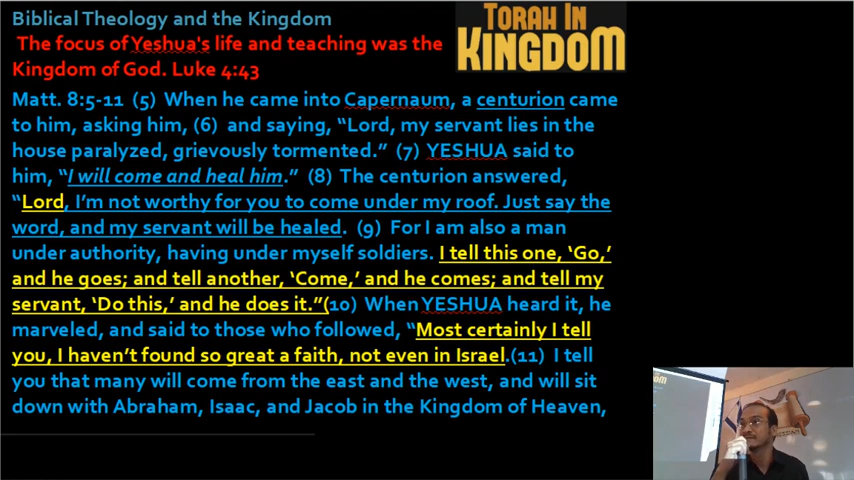 Biblical Theology and the Kingdom
TORAH IN
KINGDOM
The focus of Yeshua's life and teaching was the
Kingdom of God. Luke 4:43
Matt. 8:5-11 (5) When he came into Capernaum, a centurion came
to him, asking him, (6) and saying, “Lord, my servant lies in the
house paralyzed, grievously tormented.” (7) YESHUA said to
him, “I will come and heal him.” (8) The centurion answered,
“Lord, I’m not worthy for you to come under my roof. Just say the
word, and my servant will be healed. (9) For I am also a man
under authority, having under myself soldiers. I tell this one, ‘Go,’
and he goes; and tell another, ‘Come,’ and he comes; and tell my
servant, ‘Do this,’ and he does it.”(10) When YESHUA heard it, he
marveled, and said to those who followed, “Most certainly I tell
you, I haven’t found so great a faith, not even in Israel.(11) I tell
you that many will come from the east and the west, and will sit
down with Abraham, Isaac, and Jacob in the Kingdom of Heaven,